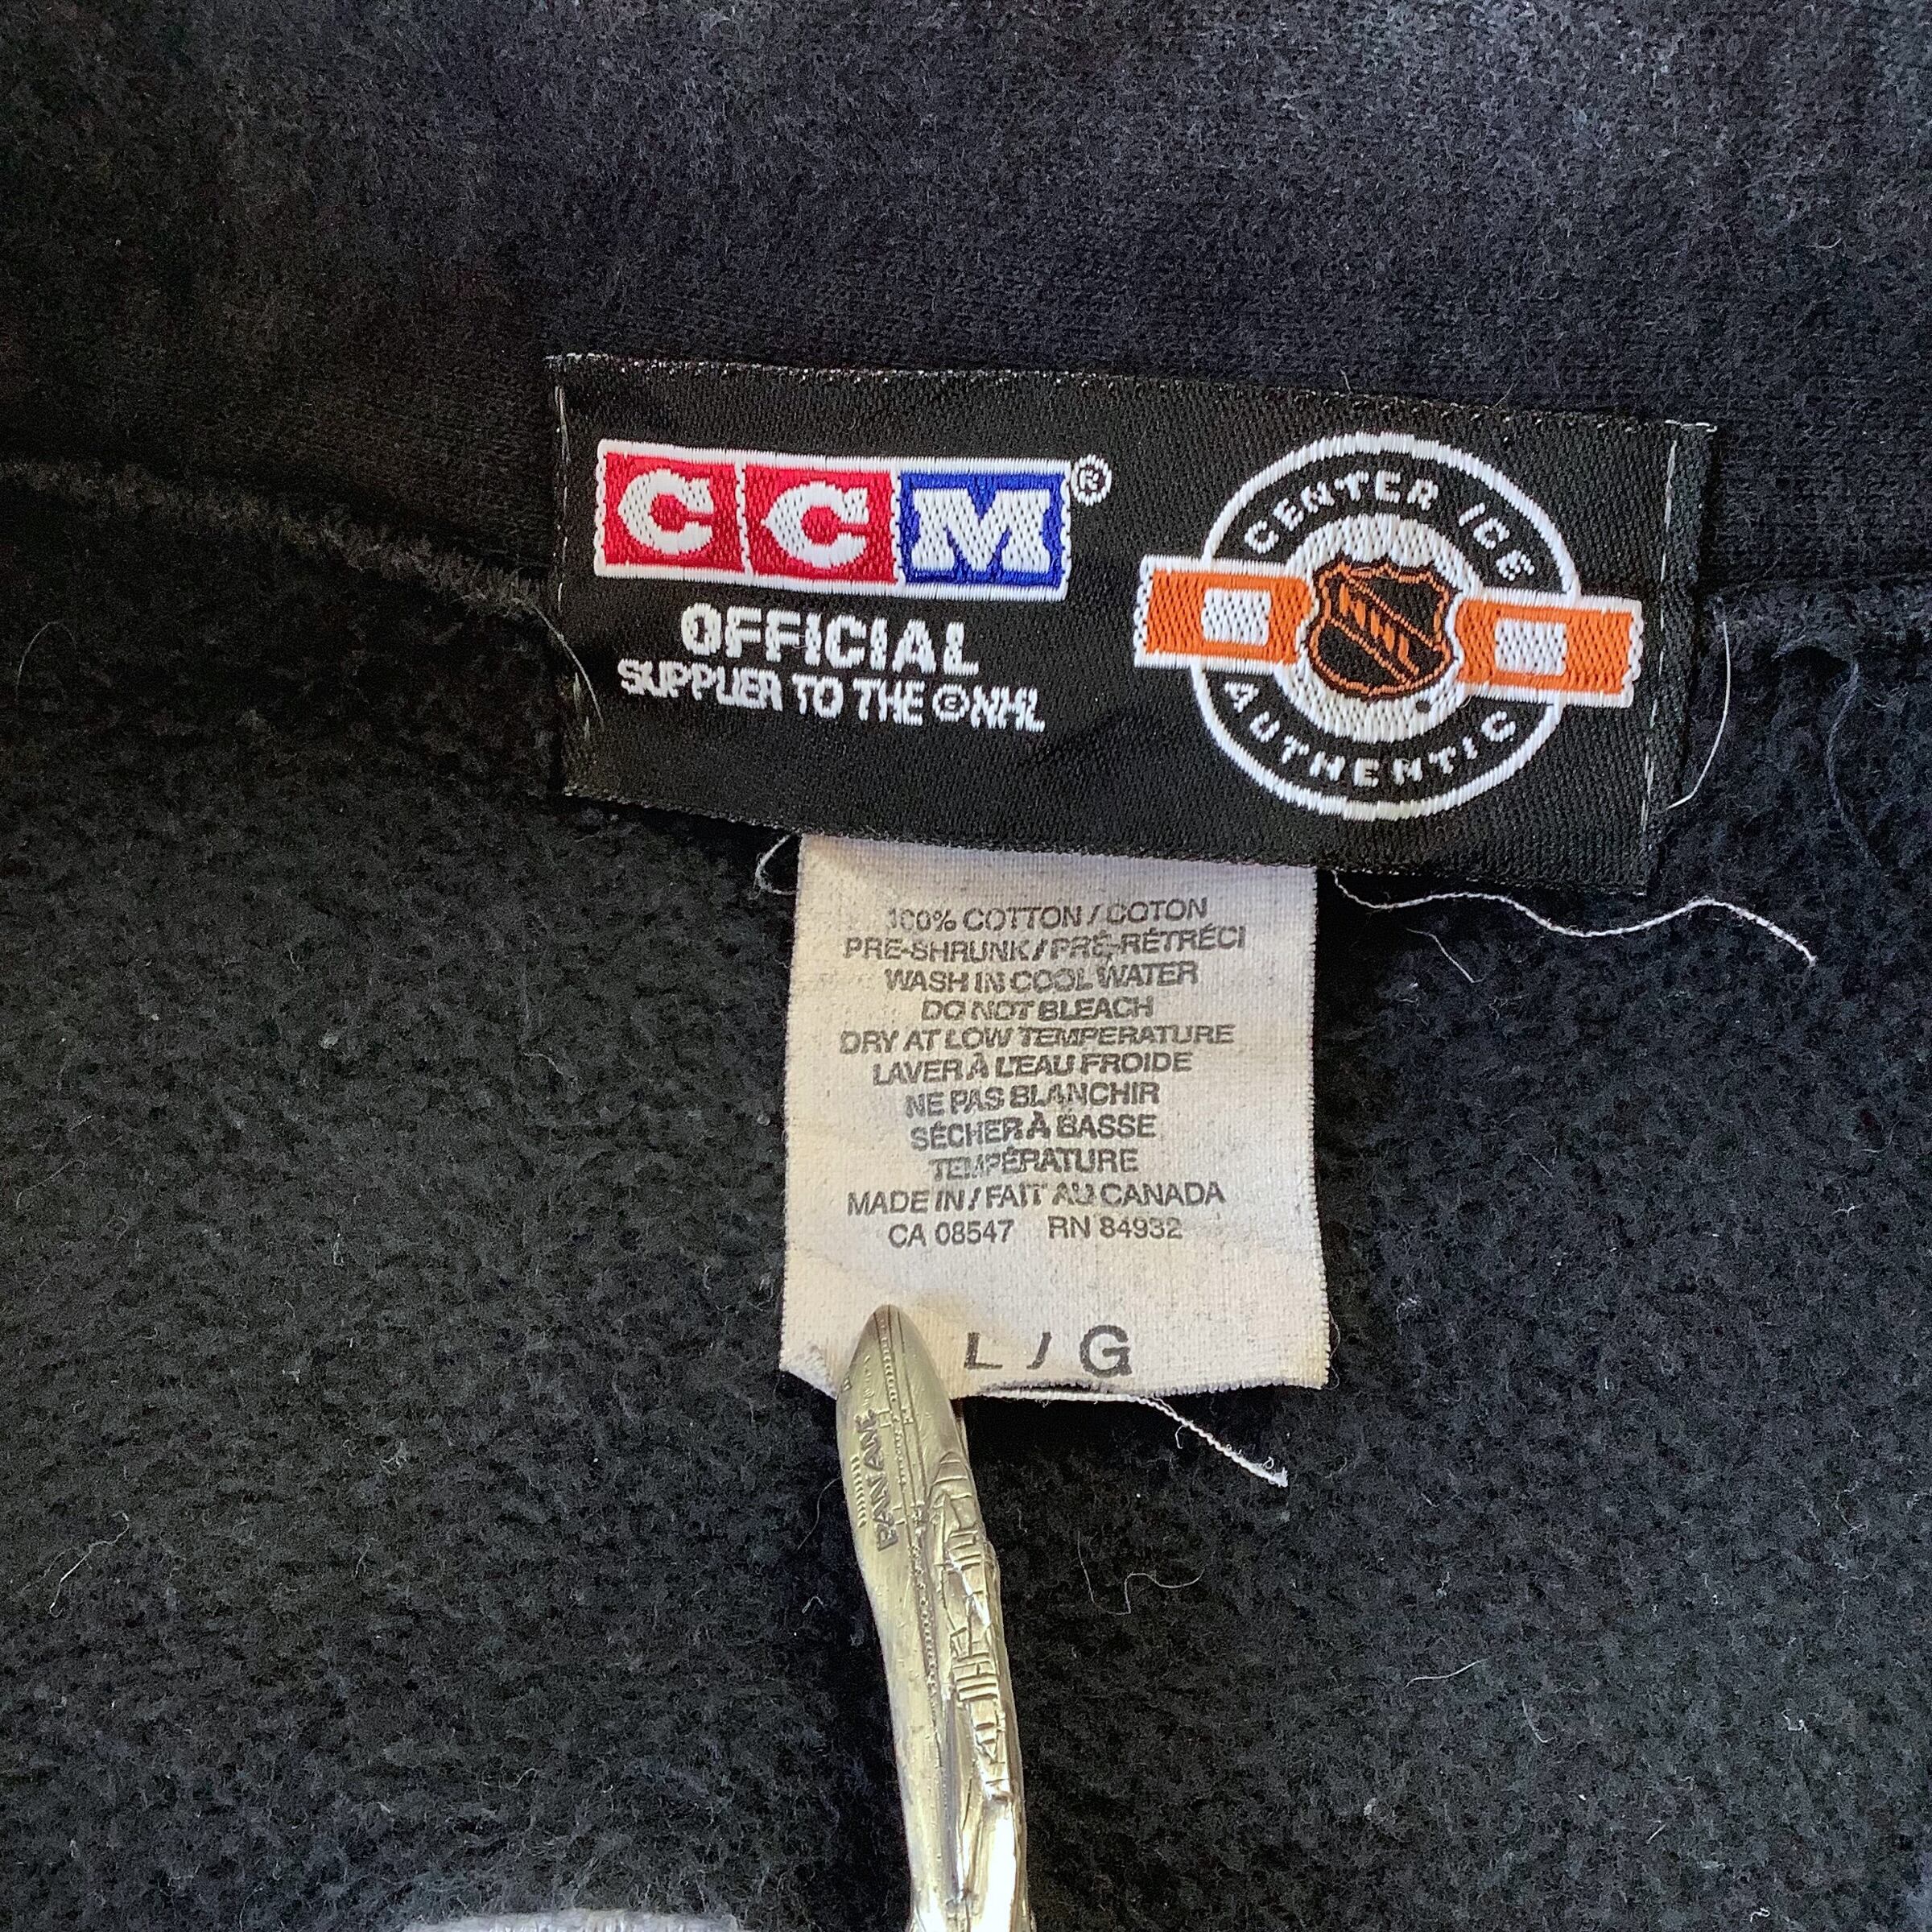 CCM®
OFFICIAL
SUPPLIER TO THE © NHL
CENTER ICE
AUTHENTIC
100% COTTON / COTON
PRE-SHRUNK / PRÉ-RÉTRÉCI
WASH IN COOL WATER
DO NOT BLEACH
DRY AT LOW TEMPERATURE
LAVER À L'EAU FROIDE
NE PAS BLANCHIR
SÉCHER À BASSE
TEMPÉRATURE
MADE IN / FAIT AU CANADA
CA 08547 RN 84932
L / G
PAN AM